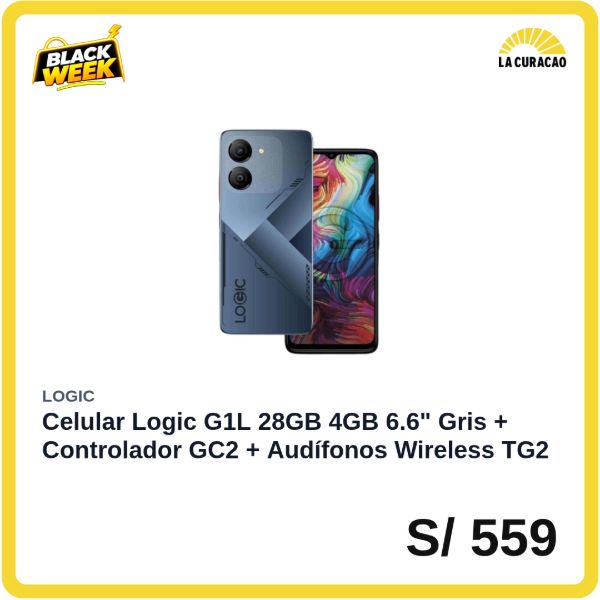 BLACK
WEEK
LA CURACAO
LOGIC
LOGIC
Celular Logic G1L 28GB 4GB 6.6" Gris +
Controlador GC2 + Audífonos Wireless TG2
S/ 559